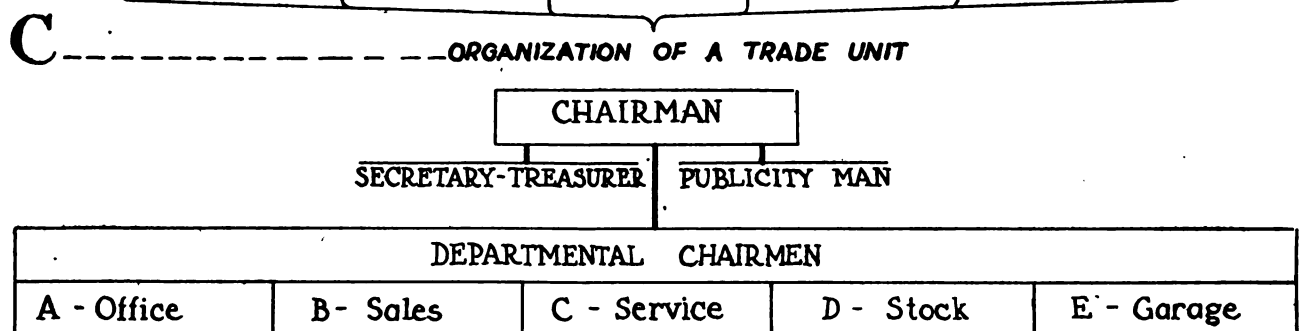 C - - - - - - - - - - - - - - ORGANIZATION OF A TRADE UNIT
CHAIRMAN
SECRETARY-TREASURER PUBLICITY MAN
DEPARTMENTAL CHAIRMEN
A - Office B - Sales C - Service D - Stock E - Garage